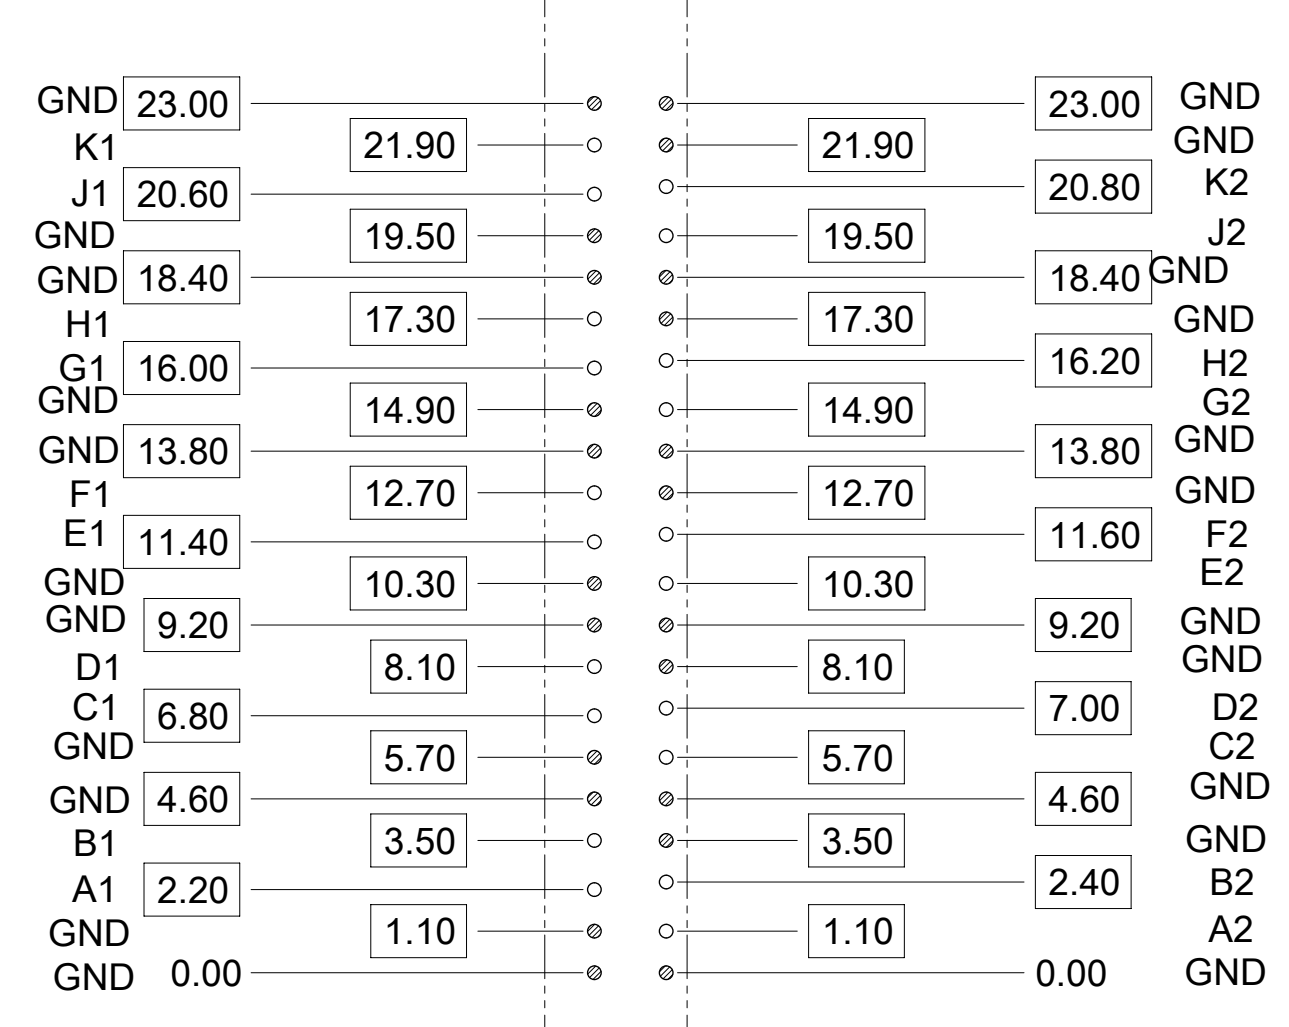 GND 23.00 23.00 GND
K1 21.90 21.90 GND
J1 20.60 20.80 K2
GND 19.50 19.50 J2
GND 18.40 18.40 GND
H1 17.30 17.30 GND
G1 16.00 16.20 H2
GND 14.90 14.90 G2
GND 13.80 13.80 GND
F1 12.70 12.70 GND
E1 11.40 11.60 F2
GND 10.30 10.30 E2
GND 9.20 9.20 GND
D1 8.10 8.10 GND
C1 6.80 7.00 D2
GND 5.70 5.70 C2
GND 4.60 4.60 GND
B1 3.50 3.50 GND
A1 2.20 2.40 B2
GND 1.10 1.10 A2
GND 0.00 0.00 GND